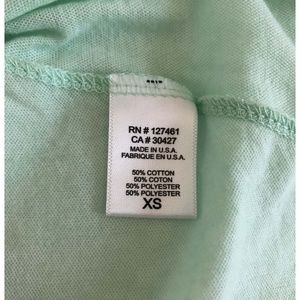 RN # 127461
CA # 30427
MADE IN U.S.A.
FABRIQUE EN U.S.A.
50% COTTON
50% COTON
50% POLYESTER
50% POLYESTER
XS